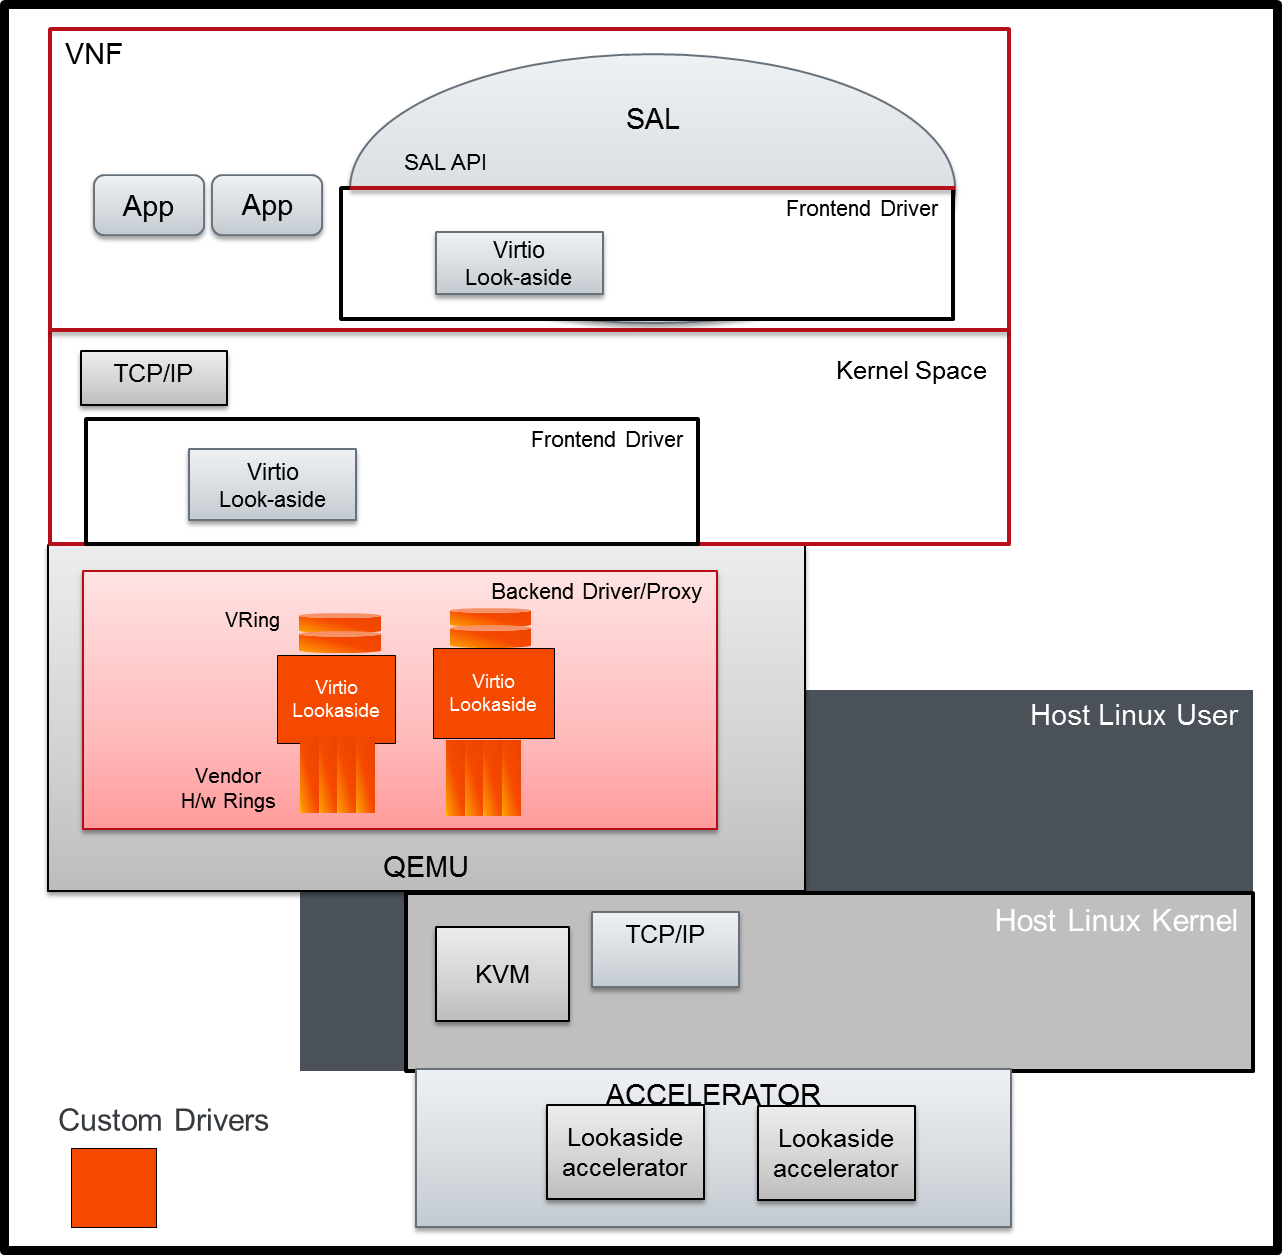 VNF
SAL
SAL API
App
App
Frontend Driver
Virtio
Look-aside
TCP/IP
Kernel Space
Frontend Driver
Virtio
Look-aside
Backend Driver/Proxy
VRing
Virtio
Lookaside
Virtio
Lookaside
Vendor
H/w Rings
QEMU
Host Linux User
Host Linux Kernel
KVM
TCP/IP
ACCELERATOR
Lookaside
accelerator
Lookaside
accelerator
Custom Drivers